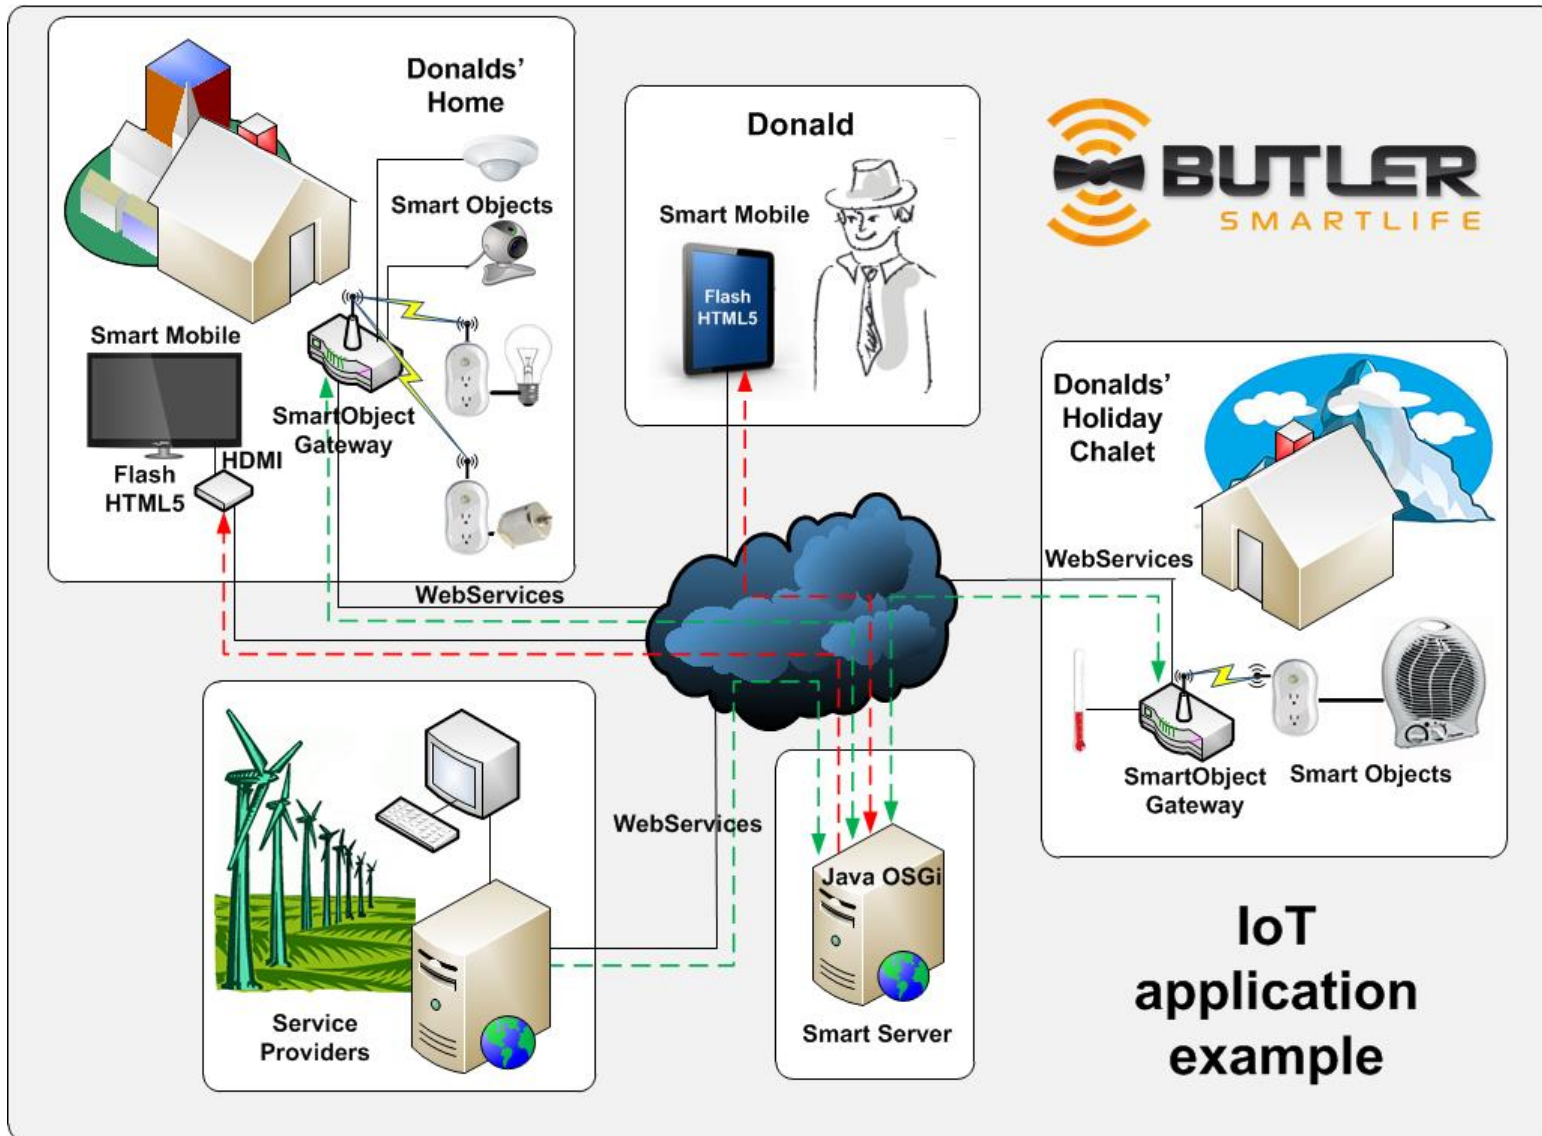 Donalds'
Home
Smart Objects
Smart Mobile
SmartObject
Gateway
HDMI
Flash
HTML5
WebServices
Donald
Smart Mobile
Flash
HTML5
BUTLER
SMARTLIFE
Donalds'
Holiday
Chalet
WebServices
SmartObject
Gateway
Smart Objects
WebServices
Service
Providers
Java OSGi
Smart Server
IoT
application
example